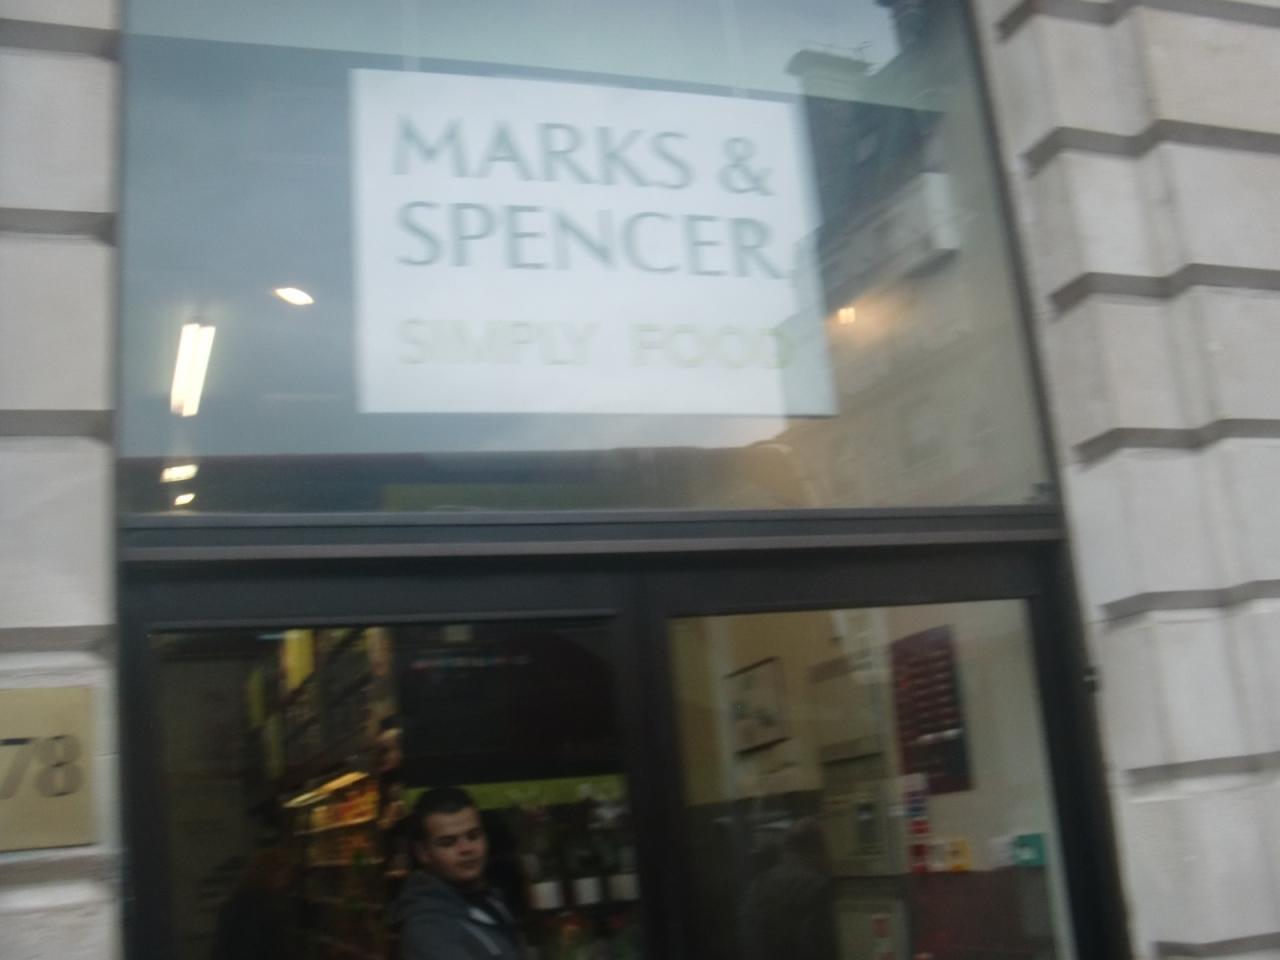 MARKS &
SPENCER
SIMPLY FOOD
78